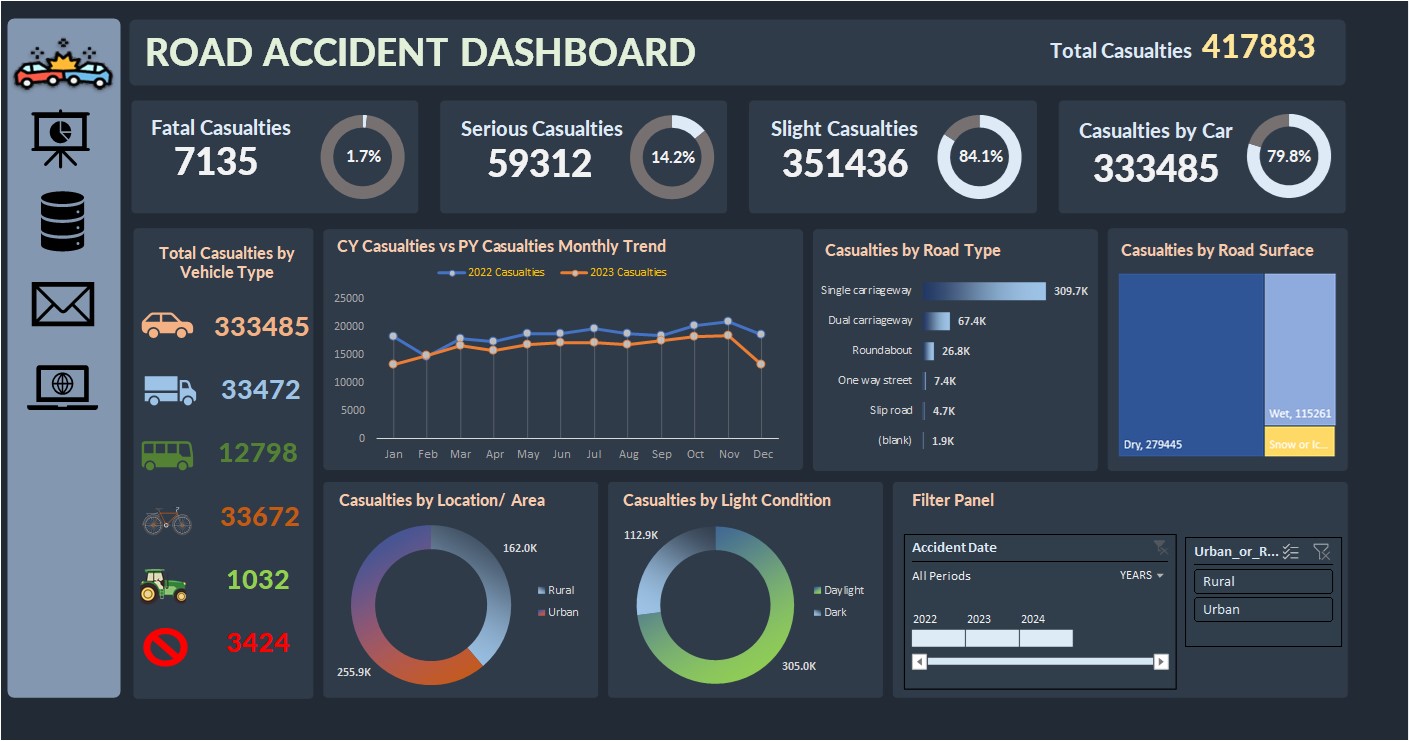 ROAD ACCIDENT DASHBOARD
Total Casualties 417883
Fatal Casualties
7135
1.7%
Serious Casualties
59312
14.2%
Slight Casualties
351436
84.1%
Casualties by Car
333485
79.8%
Total Casualties by
Vehicle Type
333485
33472
12798
33672
1032
3424
CY Casualties vs PY Casualties Monthly Trend
2022 Casualties 2023 Casualties
25000
20000
15000
10000
5000
0
Jan Feb Mar Apr May Jun Jul Aug Sep Oct Nov Dec
Casualties by Road Type
Single carriageway 309.7K
Dual carriageway 67.4K
Roundabout 26.8K
One way street 7.4K
Slip road 4.7K
(blank) 1.9K
Casualties by Road Surface
Dry, 279445
Wet, 115261
Snow or Ic...
Casualties by Location/ Area
162.0K
Rural
Urban
255.9K
Casualties by Light Condition
112.9K
Daylight
Dark
305.0K
Filter Panel
Accident Date
All Periods YEARS
2022 2023 2024
Urban_or_R...
Rural
Urban